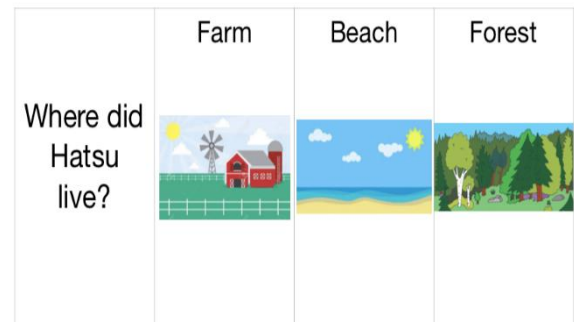 Farm
Beach
Forest
Where did
Hatsu
live?